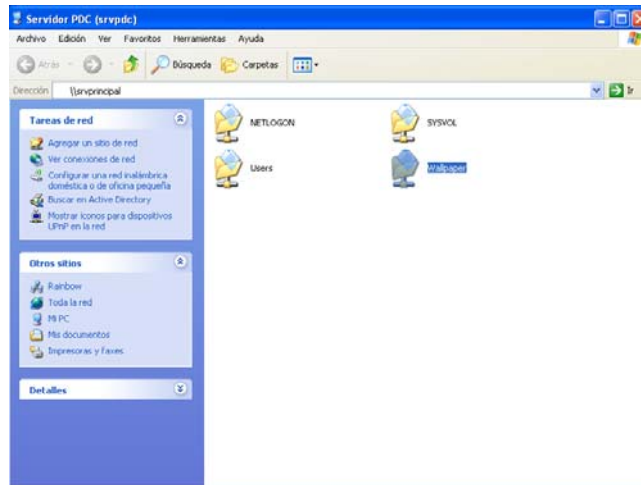 Servidor PDC (srvpdc)
Archivo Edición Ver Favoritos Herramientas Ayuda
Atrás Búsqueda Carpetas
Dirección \\srvprincipal Ir
Tareas de red
Agregar un sitio de red
Ver conexiones de red
Configurar una red inalámbrica
doméstica o de oficina pequeña
Buscar en Active Directory
Mostrar iconos para dispositivos
UPnP en la red
Otros sitios
Rainbow
Toda la red
Mi PC
Mis documentos
Impresoras y faxes
Detalles
NETLOGON
SYSVOL
Users
Wallpaper